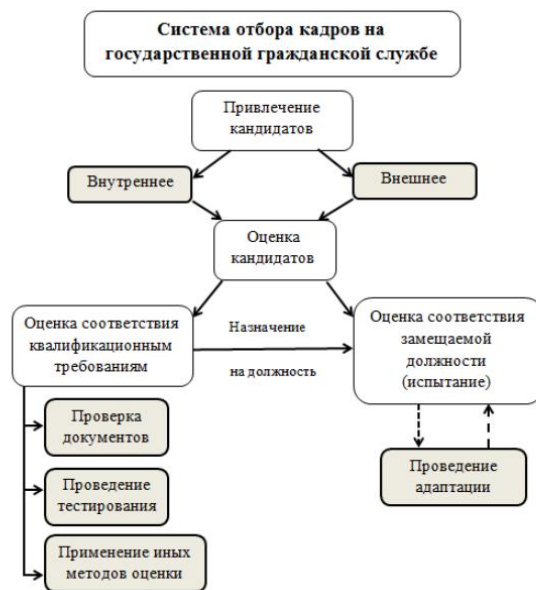 Система отбора кадров на
государственной гражданской службе
Привлечение
кандидатов
Внутреннее
Внешнее
Оценка
кандидатов
Оценка соответствия
квалификационным
требованиям
Назначение
на должность
Оценка соответствия
замещаемой
должности
(испытание)
Проверка
документов
Проведение
тестирования
Применение иных
методов оценки
Проведение
адаптации